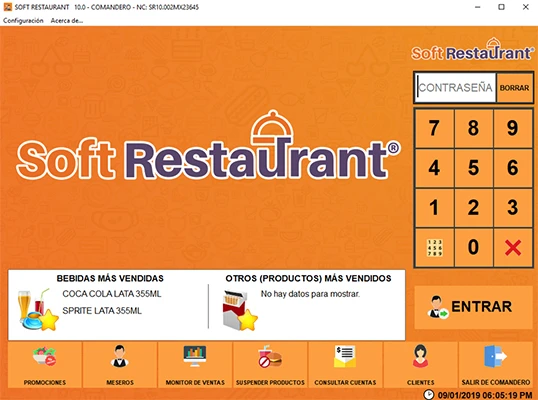 SOFT RESTAURANT 10.0 - COMANDERO - NC: SR10.002MX23645
Configuración Acerca de...
Soft Restaurant
CONTRASEÑA BORRAR
7 8 9
4 5 6
1 2 3
0
Soft Restaurant®
BEBIDAS MÁS VENDIDAS
COCA COLA LATA 355ML
SPRITE LATA 355ML
OTROS (PRODUCTOS) MÁS VENDIDOS
No hay datos para mostrar.
ENTRAR
PROMOCIONES MESEROS MONITOR DE VENTAS SUSPENDER PRODUCTOS CONSULTAR CUENTAS CLIENTES SALIR DE COMANDERO
09/01/2019 06:05:19 PM